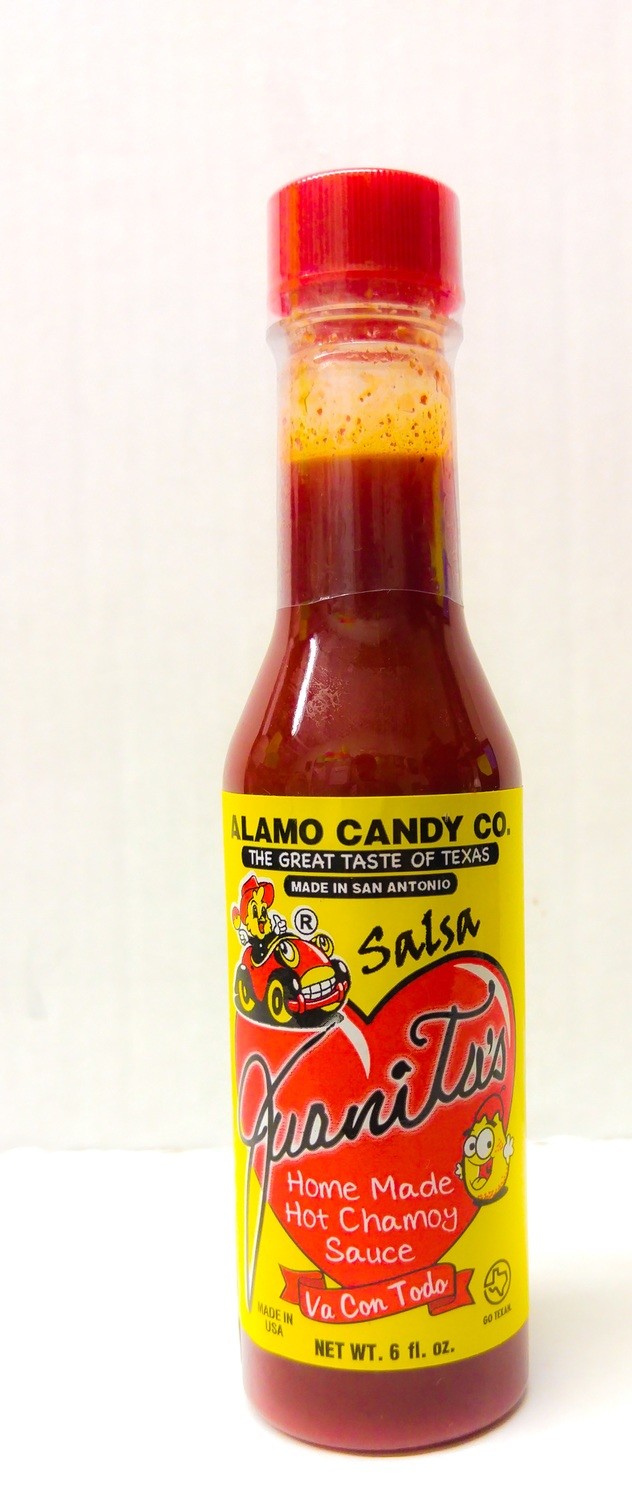 ALAMO CANDY CO.
THE GREAT TASTE OF TEXAS
MADE IN SAN ANTONIO
®
Salsa
Juanita's
Home Made
Hot Chamoy
Sauce
Va Con Todo
MADE IN
USA
GO TEXAN.
NET WT. 6 fl. oz.